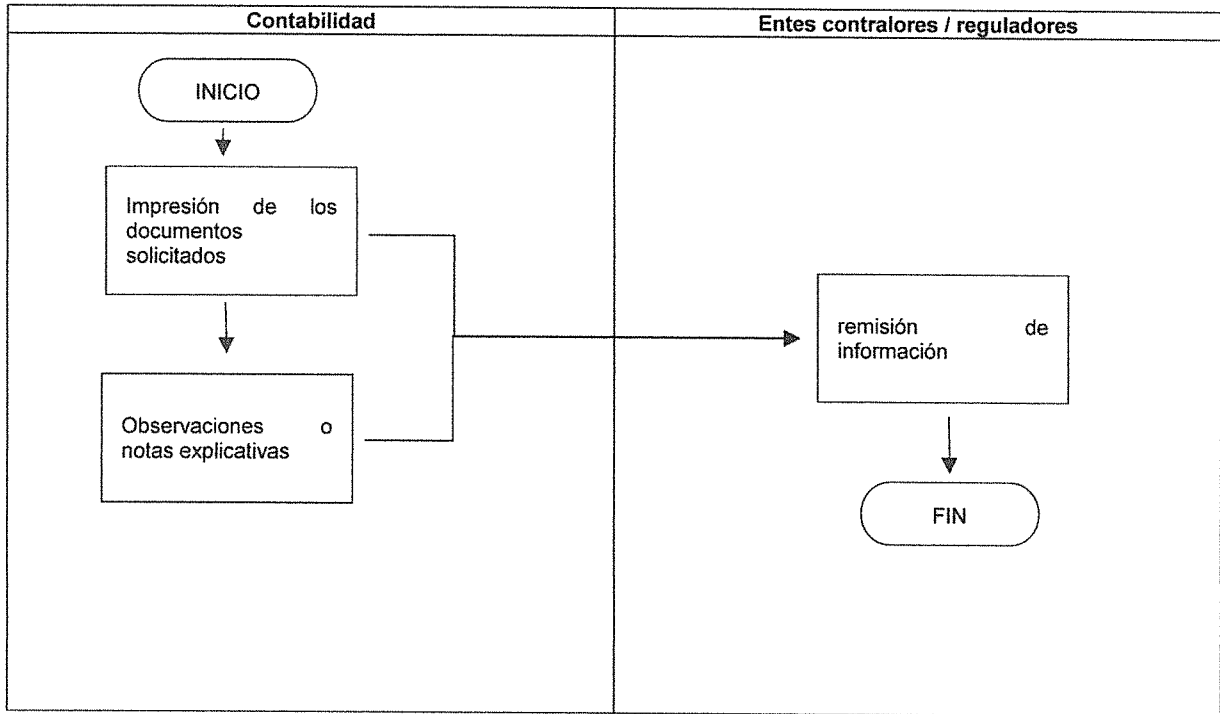 Contabilidad
Entes contralores / reguladores
INICIO
Impresión de los
documentos
solicitados
Observaciones o
notas explicativas
remisión de
información
FIN